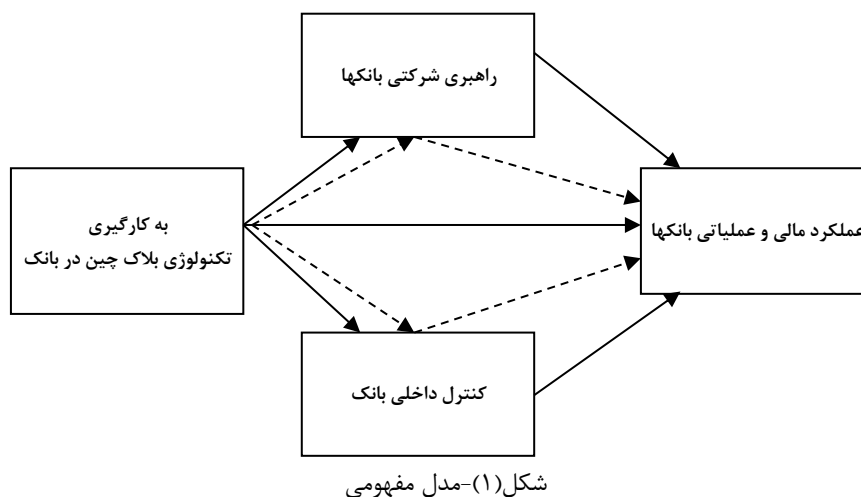 راهبری شرکتی بانکها
به کارگیری
تکنولوژی بلاک چین در بانک
عملکرد مالی و عملیاتی بانکها
کنترل داخلی بانک
شکل(۱)-مدل مفهومی